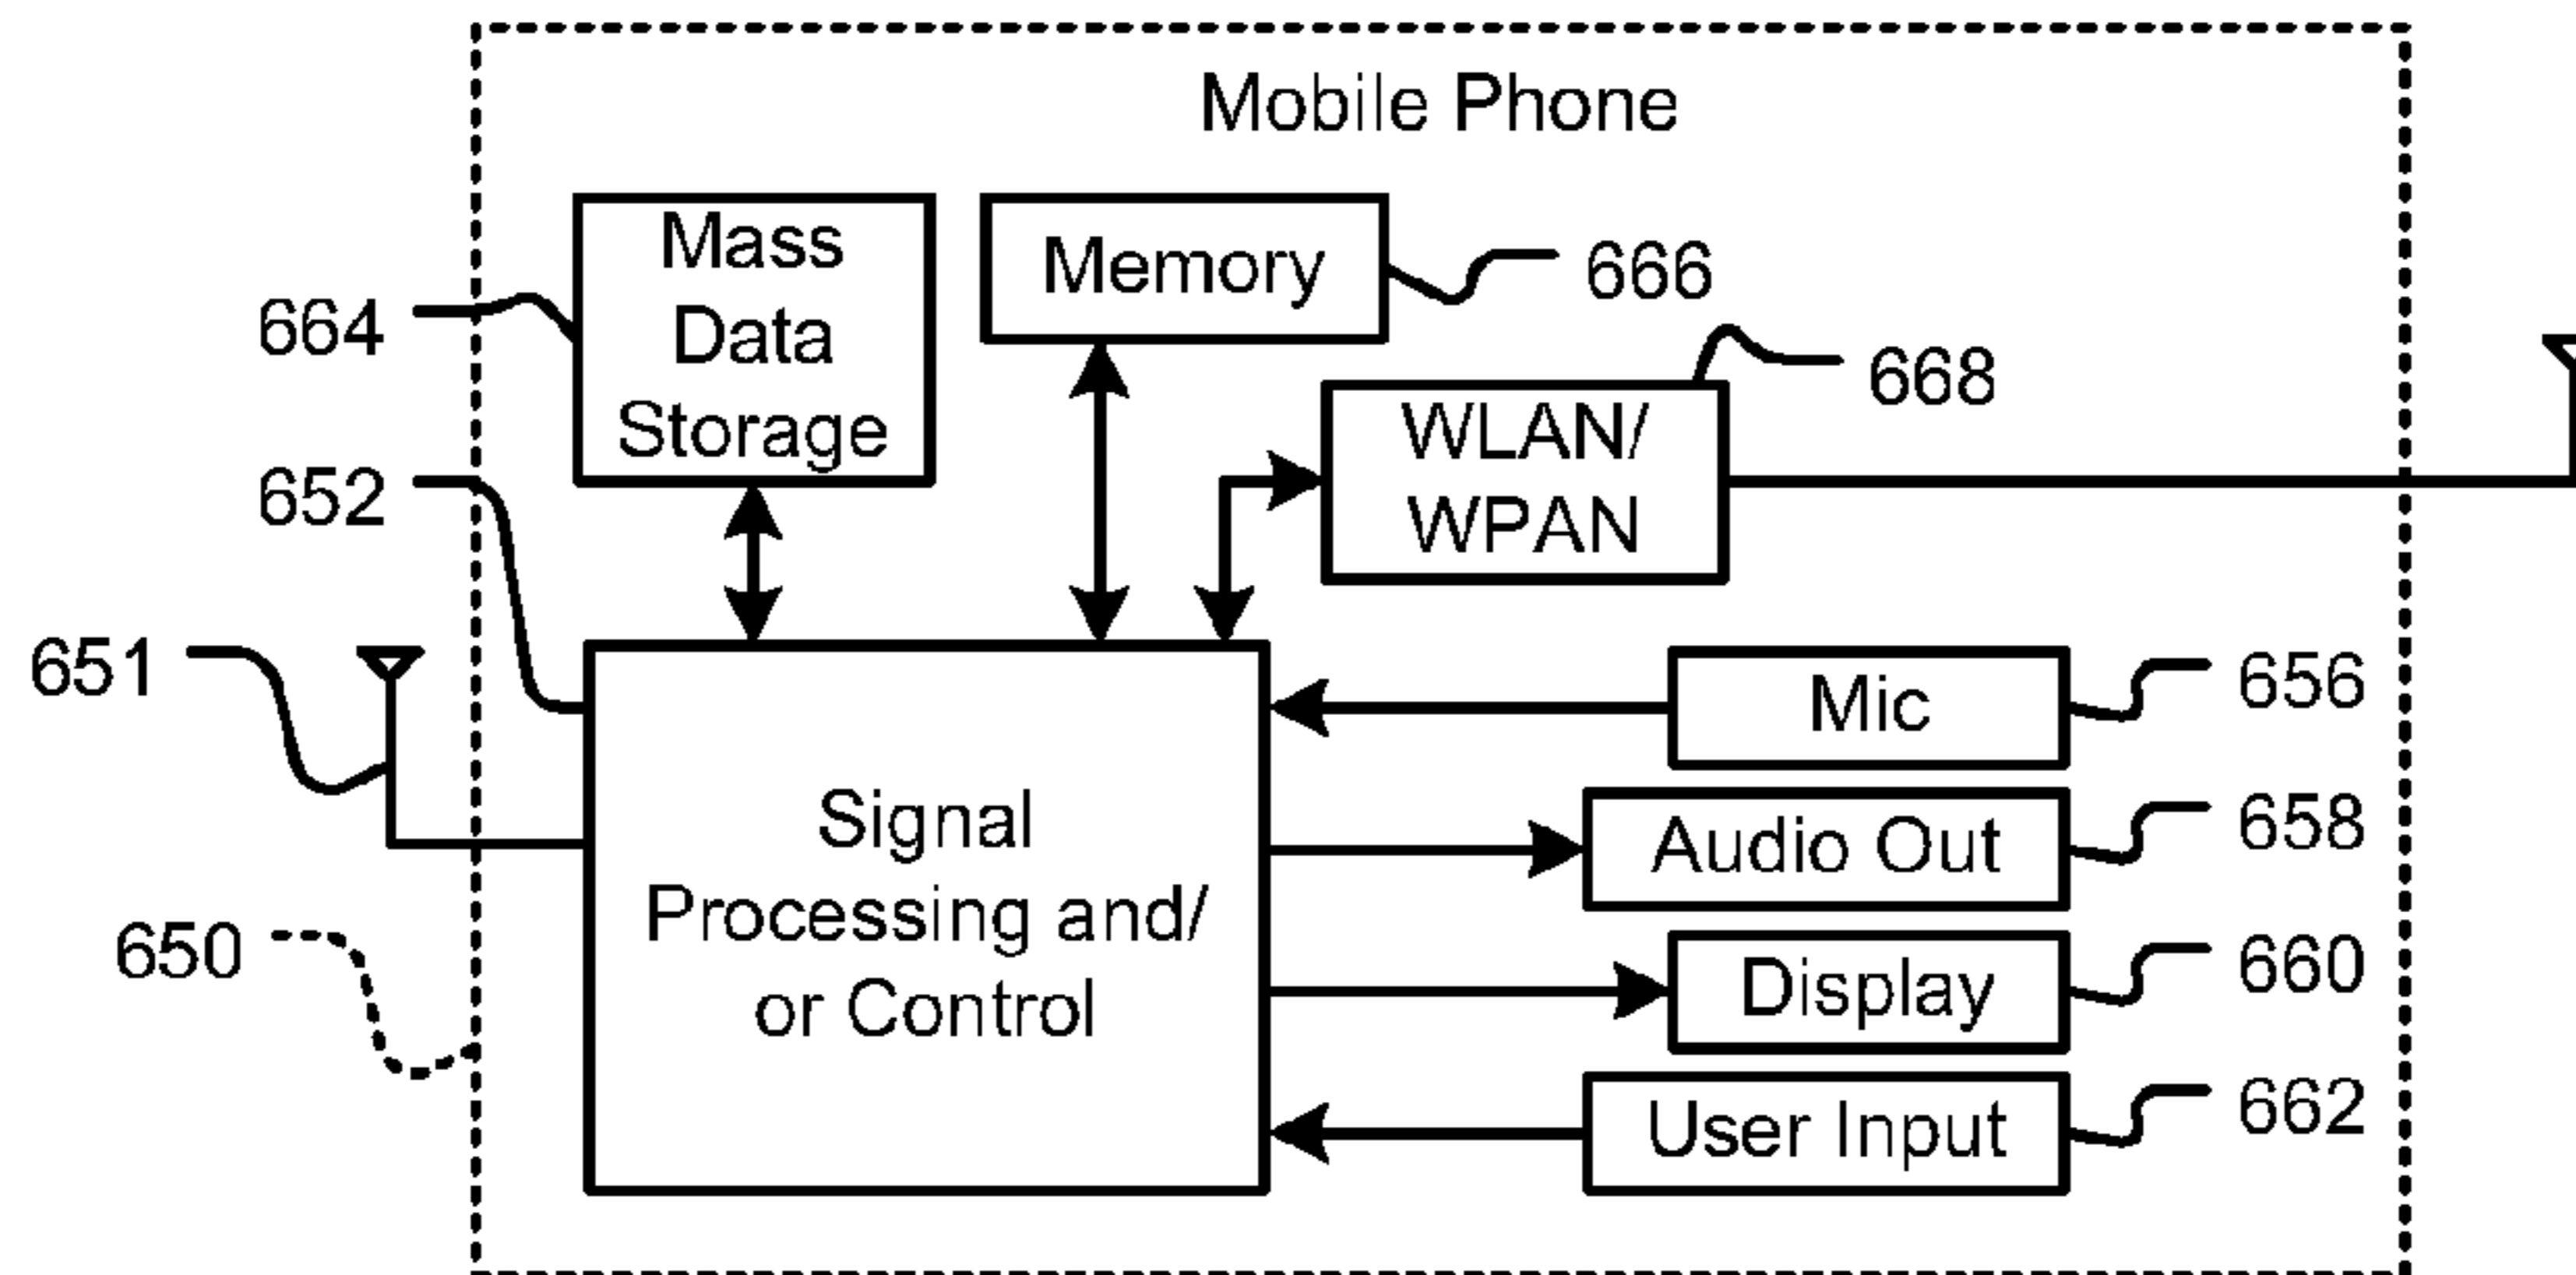 Mobile Phone
Mass
Data
Storage
Memory
666
664
668
WLAN/
WPAN
652
651
Mic
656
Signal
Processing and/
or Control
Audio Out
658
650
Display
660
User Input
662